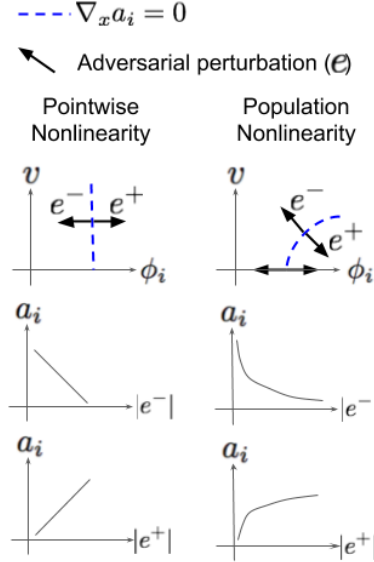 ∇ₓaᵢ = 0
Adversarial perturbation (e)
Pointwise Nonlinearity
Population Nonlinearity
v
e⁻ e⁺
ϕᵢ
v
e⁻
e⁺
ϕᵢ
aᵢ
|e⁻|
aᵢ
|e⁻
aᵢ
|e⁺|
aᵢ
|e⁺|